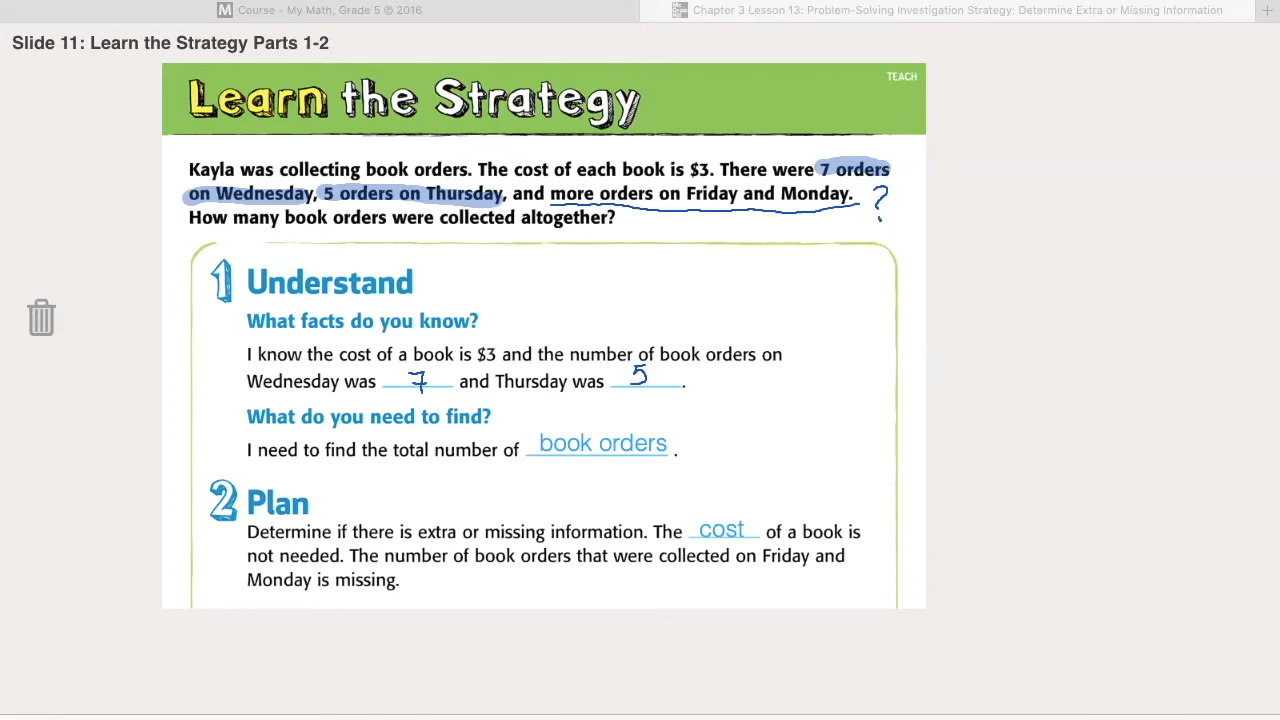 Course - My Math, Grade 5 © 2016
Chapter 3 Lesson 13: Problem-Solving Investigation Strategy: Determine Extra or Missing Information
Slide 11: Learn the Strategy Parts 1-2
TEACH
Learn the Strategy
Kayla was collecting book orders. The cost of each book is $3. There were 7 orders
on Wednesday, 5 orders on Thursday, and more orders on Friday and Monday. ?
How many book orders were collected altogether?
1 Understand
What facts do you know?
I know the cost of a book is $3 and the number of book orders on
Wednesday was 7 and Thursday was 5.
What do you need to find?
I need to find the total number of book orders.
2 Plan
Determine if there is extra or missing information. The cost of a book is
not needed. The number of book orders that were collected on Friday and
Monday is missing.